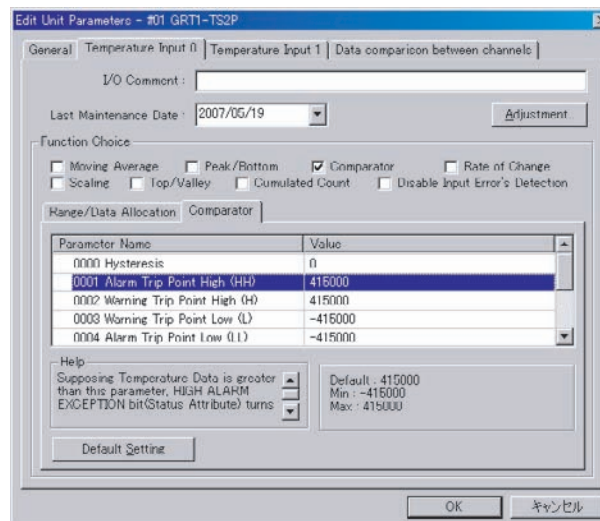 Edit Unit Parameters - #01 GRT1-TS2P
General Temperature Input 0 Temperature Input 1 Data comparison between channels
I/O Comment :
Last Maintenance Date : 2007/05/19 Adjustment
Function Choice
Moving Average Peak/Bottom Comparator Rate of Change
Scaling Top/Valley Cumulated Count Disable Input Error's Detection
Range/Data Allocation Comparator
Parameter Name Value
0000 Hysteresis 0
0001 Alarm Trip Point High (HH) 415000
0002 Warning Trip Point High (H) 415000
0003 Warning Trip Point Low (L) -415000
0004 Alarm Trip Point Low (LL) -415000
Help
Supposing Temperature Data is greater
than this parameter, HIGH ALARM
EXCEPTION bit(Status Attribute) turns
Default : 415000
Min : -415000
Max : 415000
Default Setting
OK キャンセル